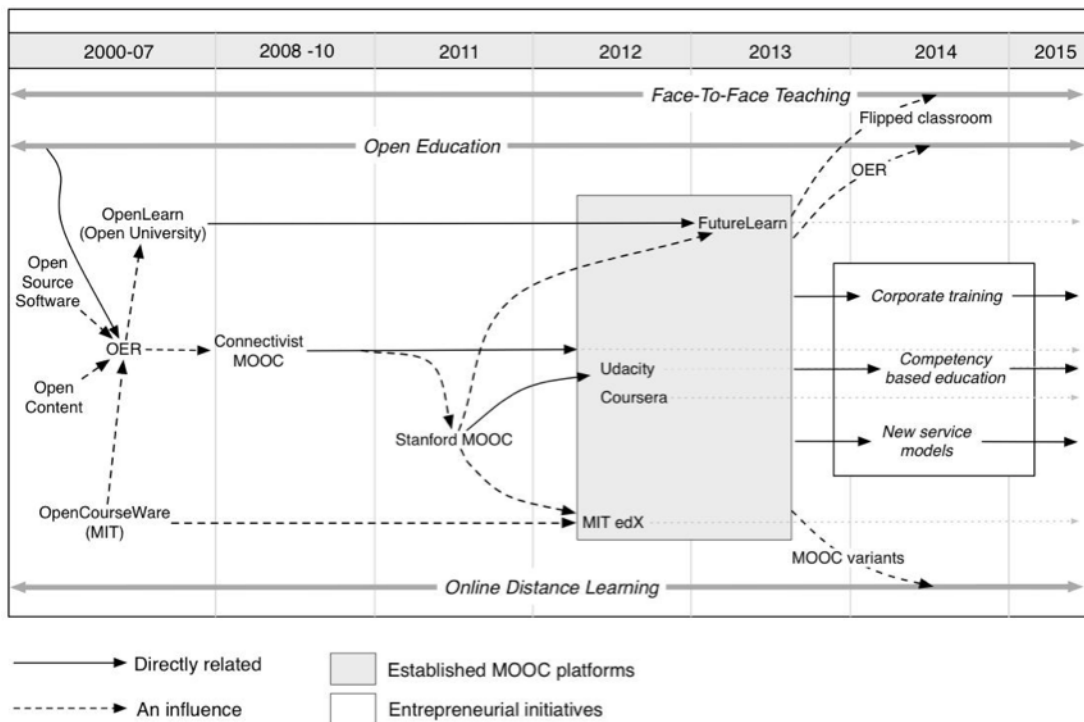 2000-07
2008 -10
2011
2012
2013
2014
2015
Face-To-Face Teaching
Flipped classroom
Open Education
OER
OpenLearn
(Open University)
FutureLearn
Open
Source
Software
Corporate training
OER
Connectivist
MOOC
Udacity
Competency
based education
Open
Content
Coursera
Stanford MOOC
New service
models
OpenCourseWare
(MIT)
MIT edX
MOOC variants
Online Distance Learning
Directly related
Established MOOC platforms
An influence
Entrepreneurial initiatives